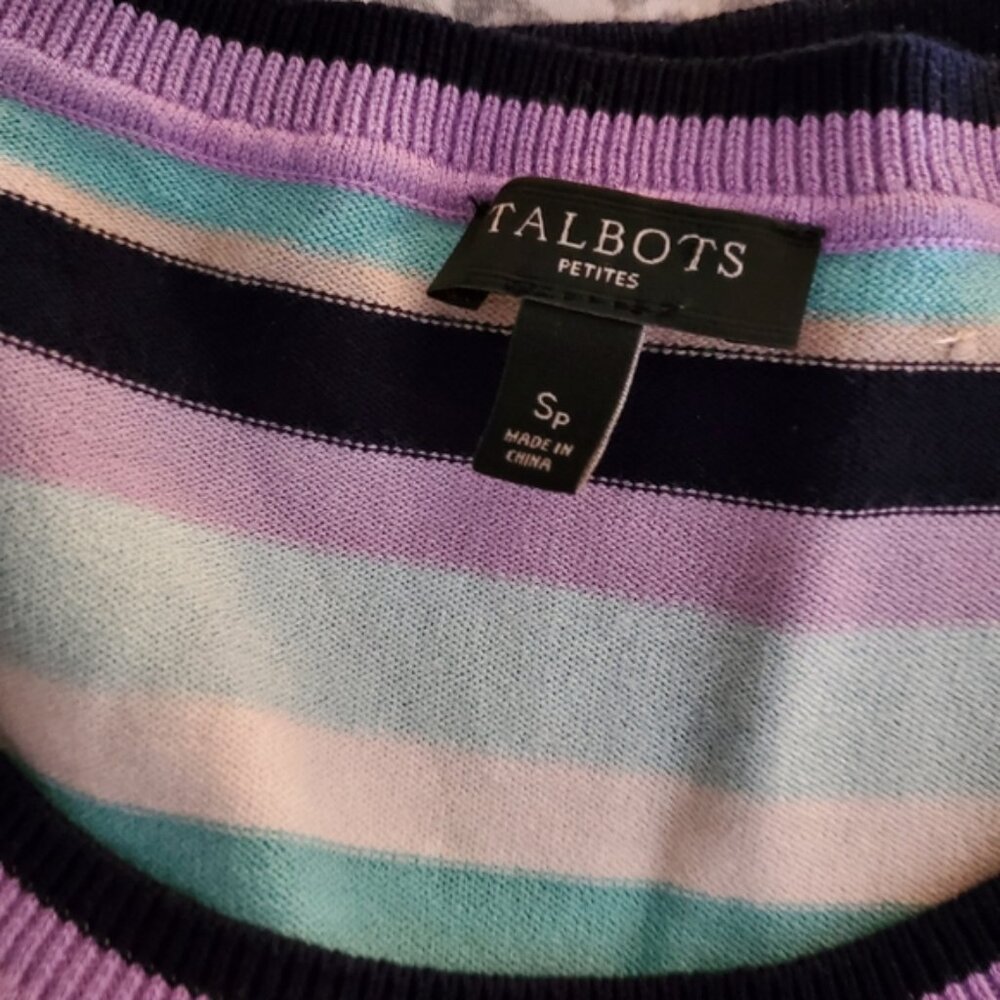 TALBOTS
PETITES
SP
MADE IN
CHINA